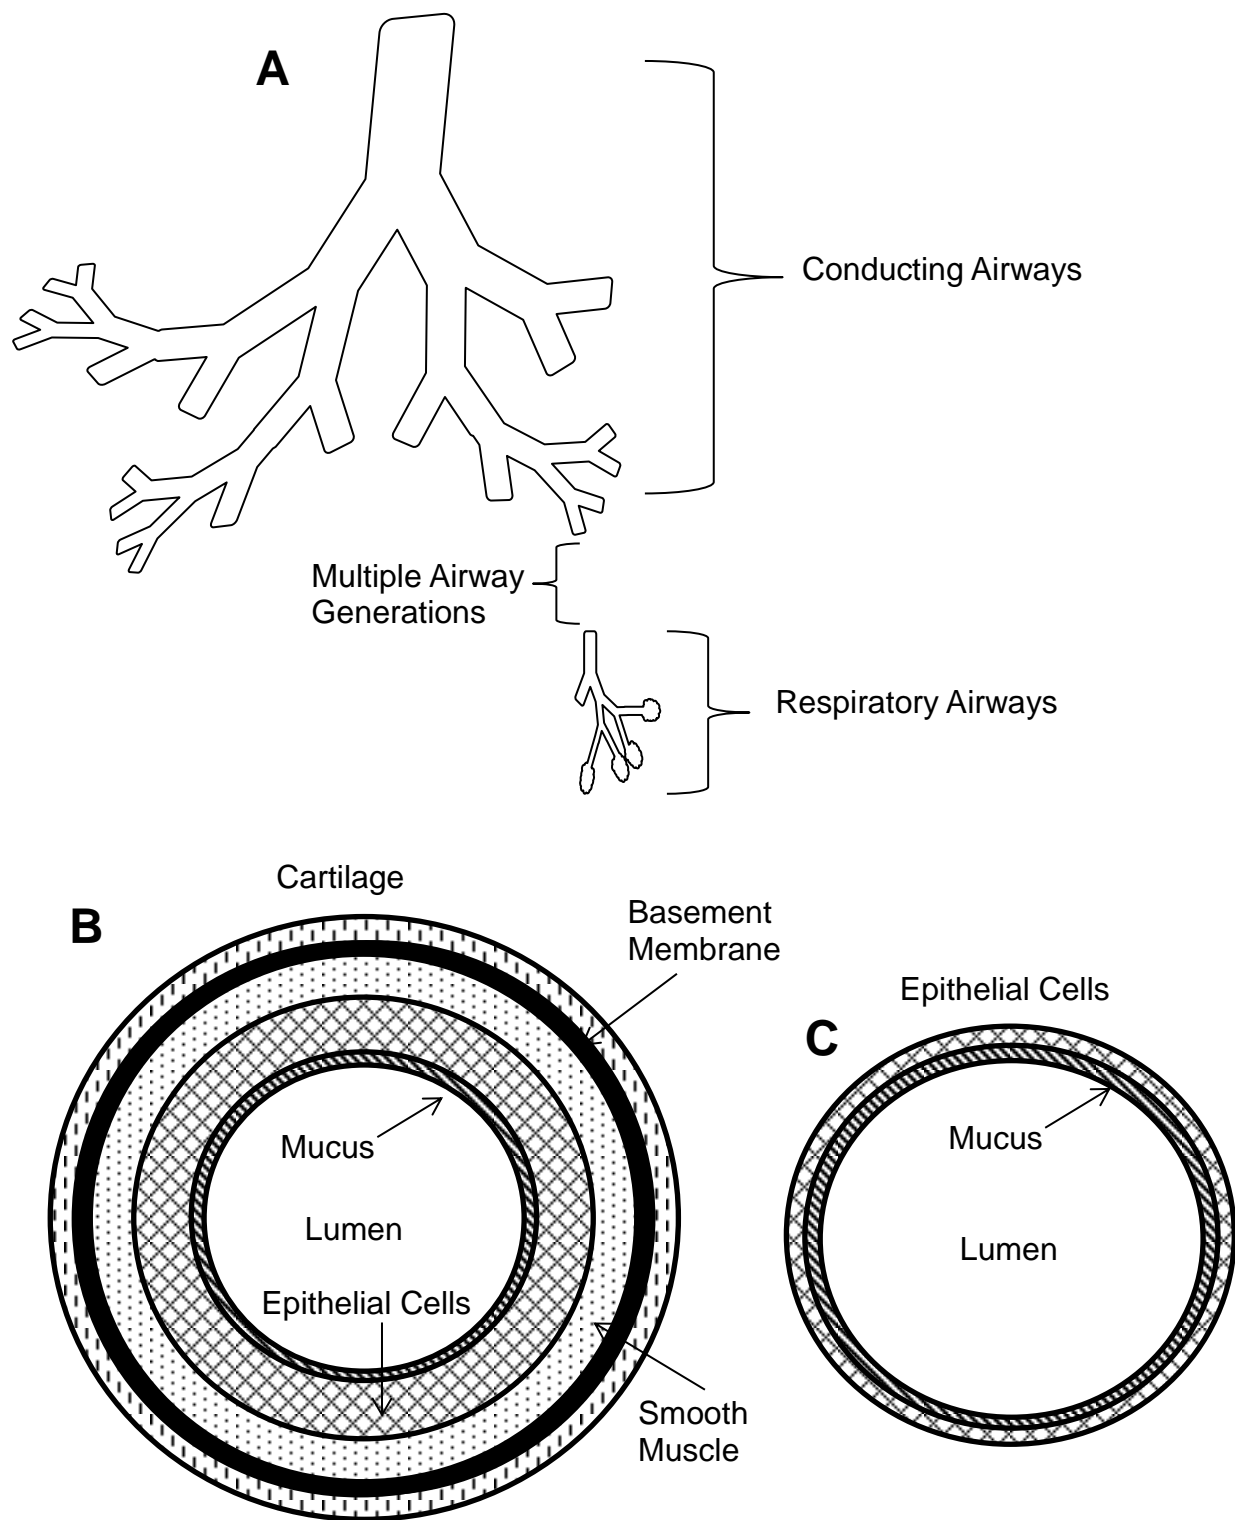 A
Conducting Airways
Multiple Airway
Generations
Respiratory Airways
Cartilage
B
Basement
Membrane
Mucus
Lumen
Epithelial Cells
Smooth
Muscle
Epithelial Cells
C
Mucus
Lumen